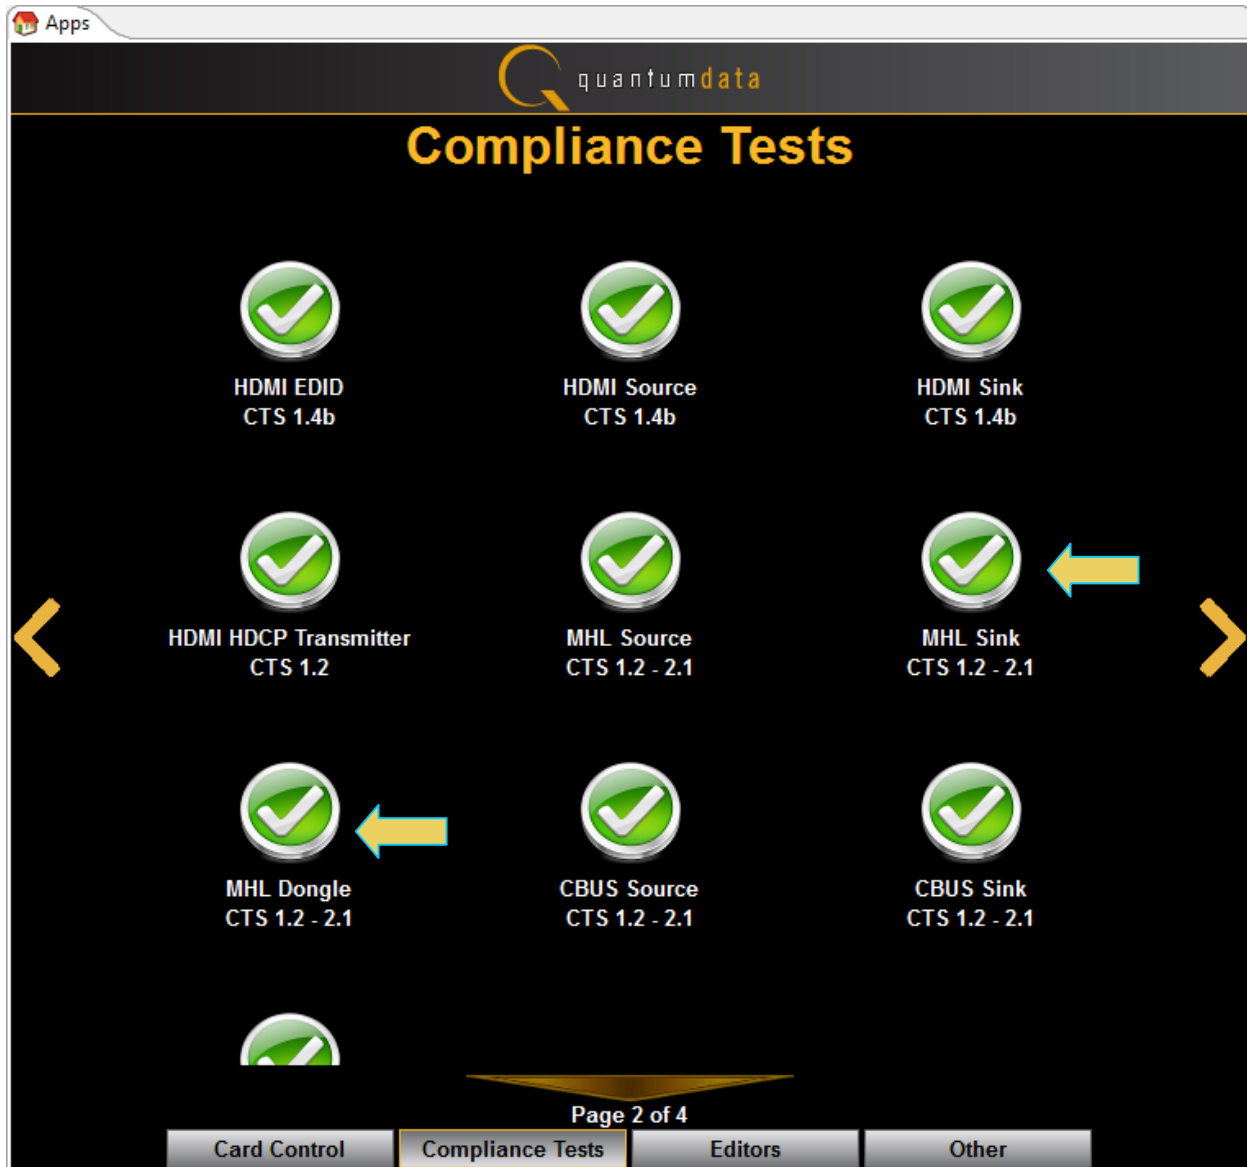 Apps
quantumdata
Compliance Tests
HDMI EDID
CTS 1.4b
HDMI Source
CTS 1.4b
HDMI Sink
CTS 1.4b
HDMI HDCP Transmitter
CTS 1.2
MHL Source
CTS 1.2 - 2.1
MHL Sink
CTS 1.2 - 2.1
MHL Dongle
CTS 1.2 - 2.1
CBUS Source
CTS 1.2 - 2.1
CBUS Sink
CTS 1.2 - 2.1
Page 2 of 4
Card Control
Compliance Tests
Editors
Other